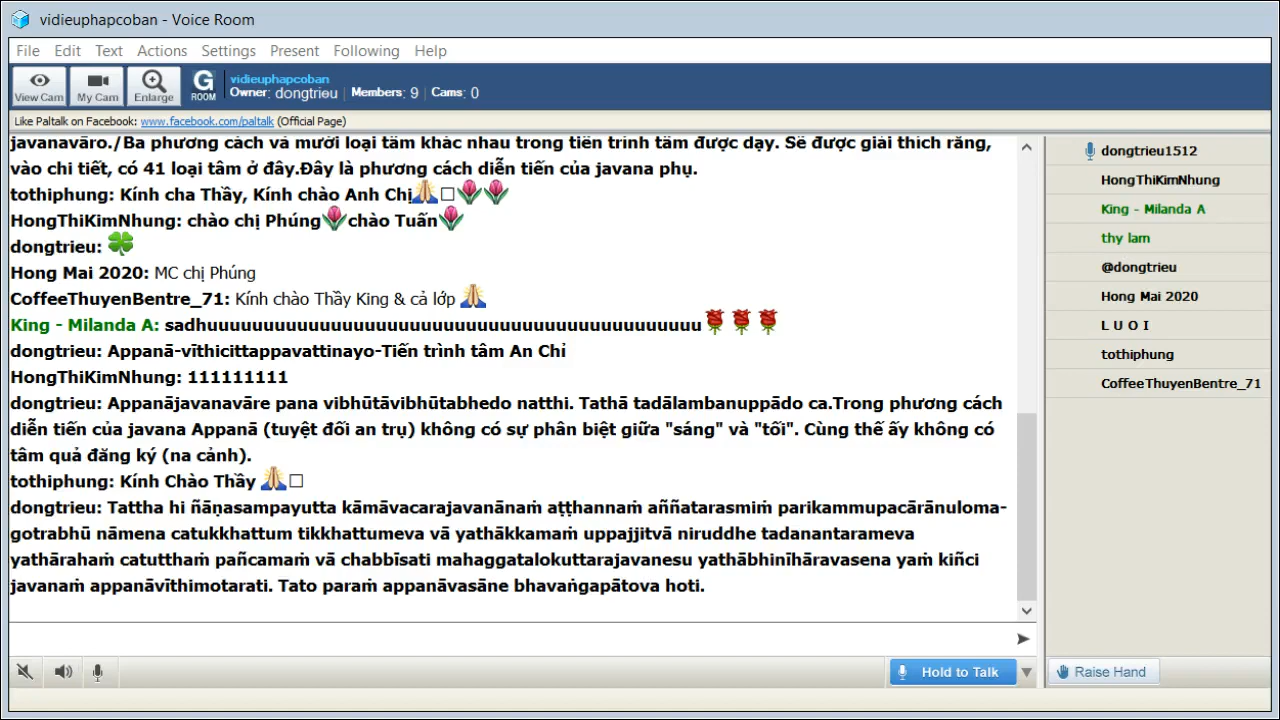 vidieuphapcoban - Voice Room
File Edit Text Actions Settings Present Following Help
View Cam My Cam Enlarge G ROOM
vidieuphapcoban
Owner: dongtrieu | Members: 9 | Cams: 0
Like Paltalk on Facebook: www.facebook.com/paltalk (Official Page)
javanavāro./Ba phương cách và mười loại tâm khác nhau trong tiến trình tâm được dạy. Sẽ được giải thích rằng,
vào chi tiết, có 41 loại tâm ở đây.Đây là phương cách diễn tiến của javana phụ.
tothiphung: Kính cha Thầy, Kính chào Anh Chị
HongThiKimNhung: chào chị Phúng chào Tuấn
dongtrieu:
Hong Mai 2020: MC chị Phúng
CoffeeThuyenBentre_71: Kính chào Thầy King & cả lớp
King - Milanda A: sadhuuuuuuuuuuuuuuuuuuuuuuuuuuuuuuuuuuuuuuuuuuuu
dongtrieu: Appanā-vīthicittappavattinayo-Tiến trình tâm An Chỉ
HongThiKimNhung: 111111111
dongtrieu: Appanājavanavāre pana vibhūtāvibhūtabhedo natthi. Tathā tadālambanuppādo ca.Trong phương cách
diễn tiến của javana Appanā (tuyệt đối an trụ) không có sự phân biệt giữa "sáng" và "tối". Cùng thế ấy không có
tâm quả đăng ký (na cảnh).
tothiphung: Kính Chào Thầy
dongtrieu: Tattha hi ñāṇasampayutta kāmāvacarajavanānaṁ aṭṭhannaṁ aññatarasmiṁ parikammupacārānuloma-
gotrabhū nāmena catukkhattum tikkhattumeva vā yathākkamaṁ uppajjitvā niruddhe tadanantarameva
yathārahaṁ catutthaṁ pañcamaṁ vā chabbīsati mahaggatalokuttarajavanesu yathābhinīhāravasena yaṁ kiñci
javanaṁ appanāvīthimotarati. Tato paraṁ appanāvasāne bhavaṅgapātova hoti.
dongtrieu1512
HongThiKimNhung
King - Milanda A
thy lam
@dongtrieu
Hong Mai 2020
L U O I
tothiphung
CoffeeThuyenBentre_71
Hold to Talk
Raise Hand